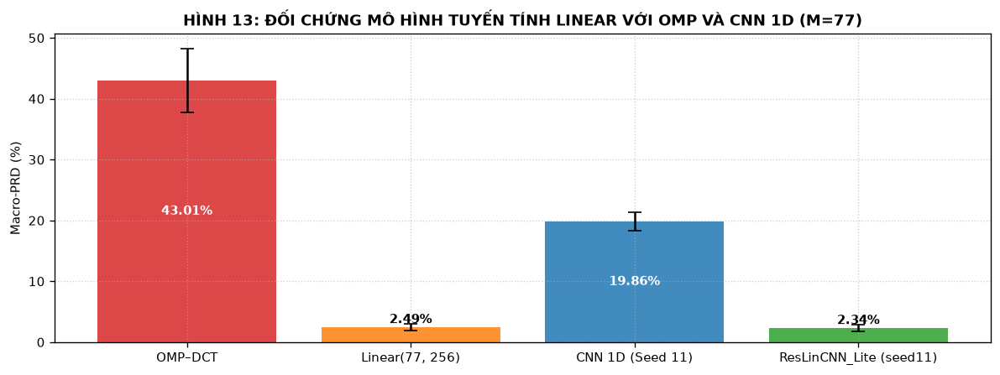 HÌNH 13: ĐỐI CHỨNG MÔ HÌNH TUYẾN TÍNH LINEAR VỚI OMP VÀ CNN 1D (M=77)
Macro-PRD (%)
50
40
30
20
10
0
43.01%
2.49%
19.86%
2.34%
OMP–DCT
Linear(77, 256)
CNN 1D (Seed 11)
ResLinCNN_Lite (seed11)